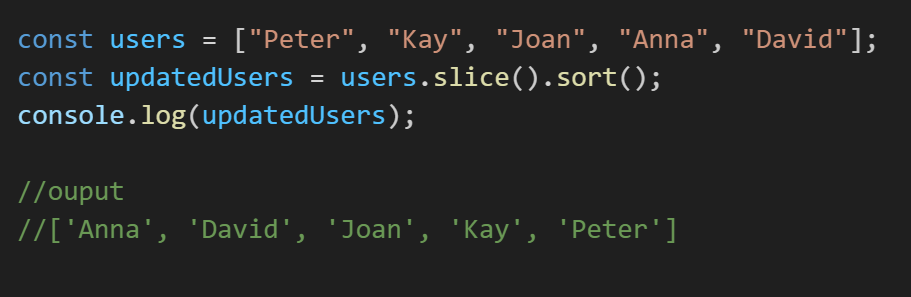 const users = ["Peter", "Kay", "Joan", "Anna", "David"];
const updatedUsers = users.slice().sort();
console.log(updatedUsers);
//ouput
//['Anna', 'David', 'Joan', 'Kay', 'Peter']